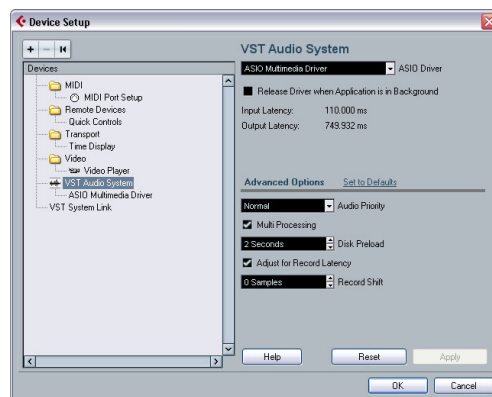 Device Setup
Devices
MIDI
MIDI Port Setup
Remote Devices
Quick Controls
Transport
Time Display
Video
Video Player
VST Audio System
ASIO Multimedia Driver
VST System Link
VST Audio System
ASIO Multimedia Driver ASIO Driver
Release Driver when Application is in Background
Input Latency: 110.000 ms
Output Latency: 749.932 ms
Advanced Options Set to Defaults
Normal Audio Priority
Multi Processing
2 Seconds Disk Preload
Adjust for Record Latency
0 Samples Record Shift
Help Reset Apply
OK Cancel